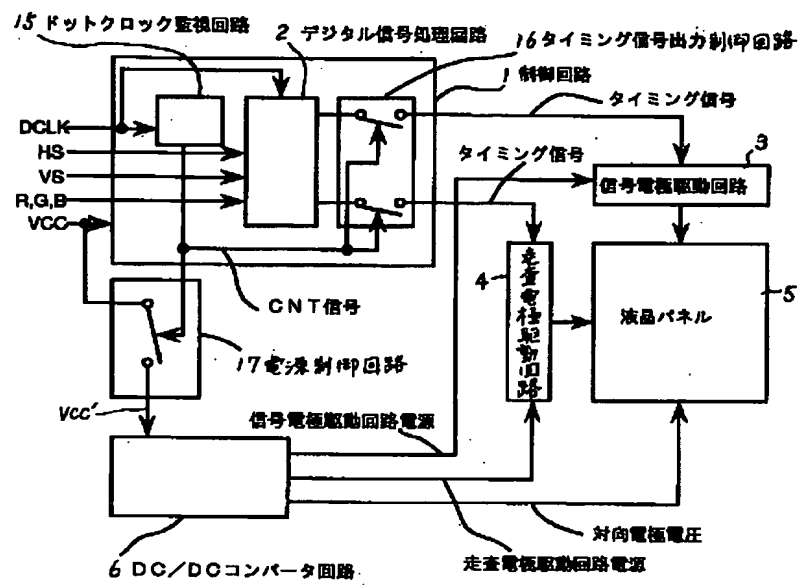 15 ドットクロック監視回路
2 デジタル信号処理回路
16 タイミング信号出力制御回路
1 制御回路
タイミング信号
DCLK
HS
VS
R,G,B
VCC
タイミング信号
3
信号電極駆動回路
4
走査電極駆動回路
5
液晶パネル
CNT信号
17 電源制御回路
VCC'
信号電極駆動回路電源
対向電極電圧
走査電極駆動回路電源
6 DC/DCコンバータ回路